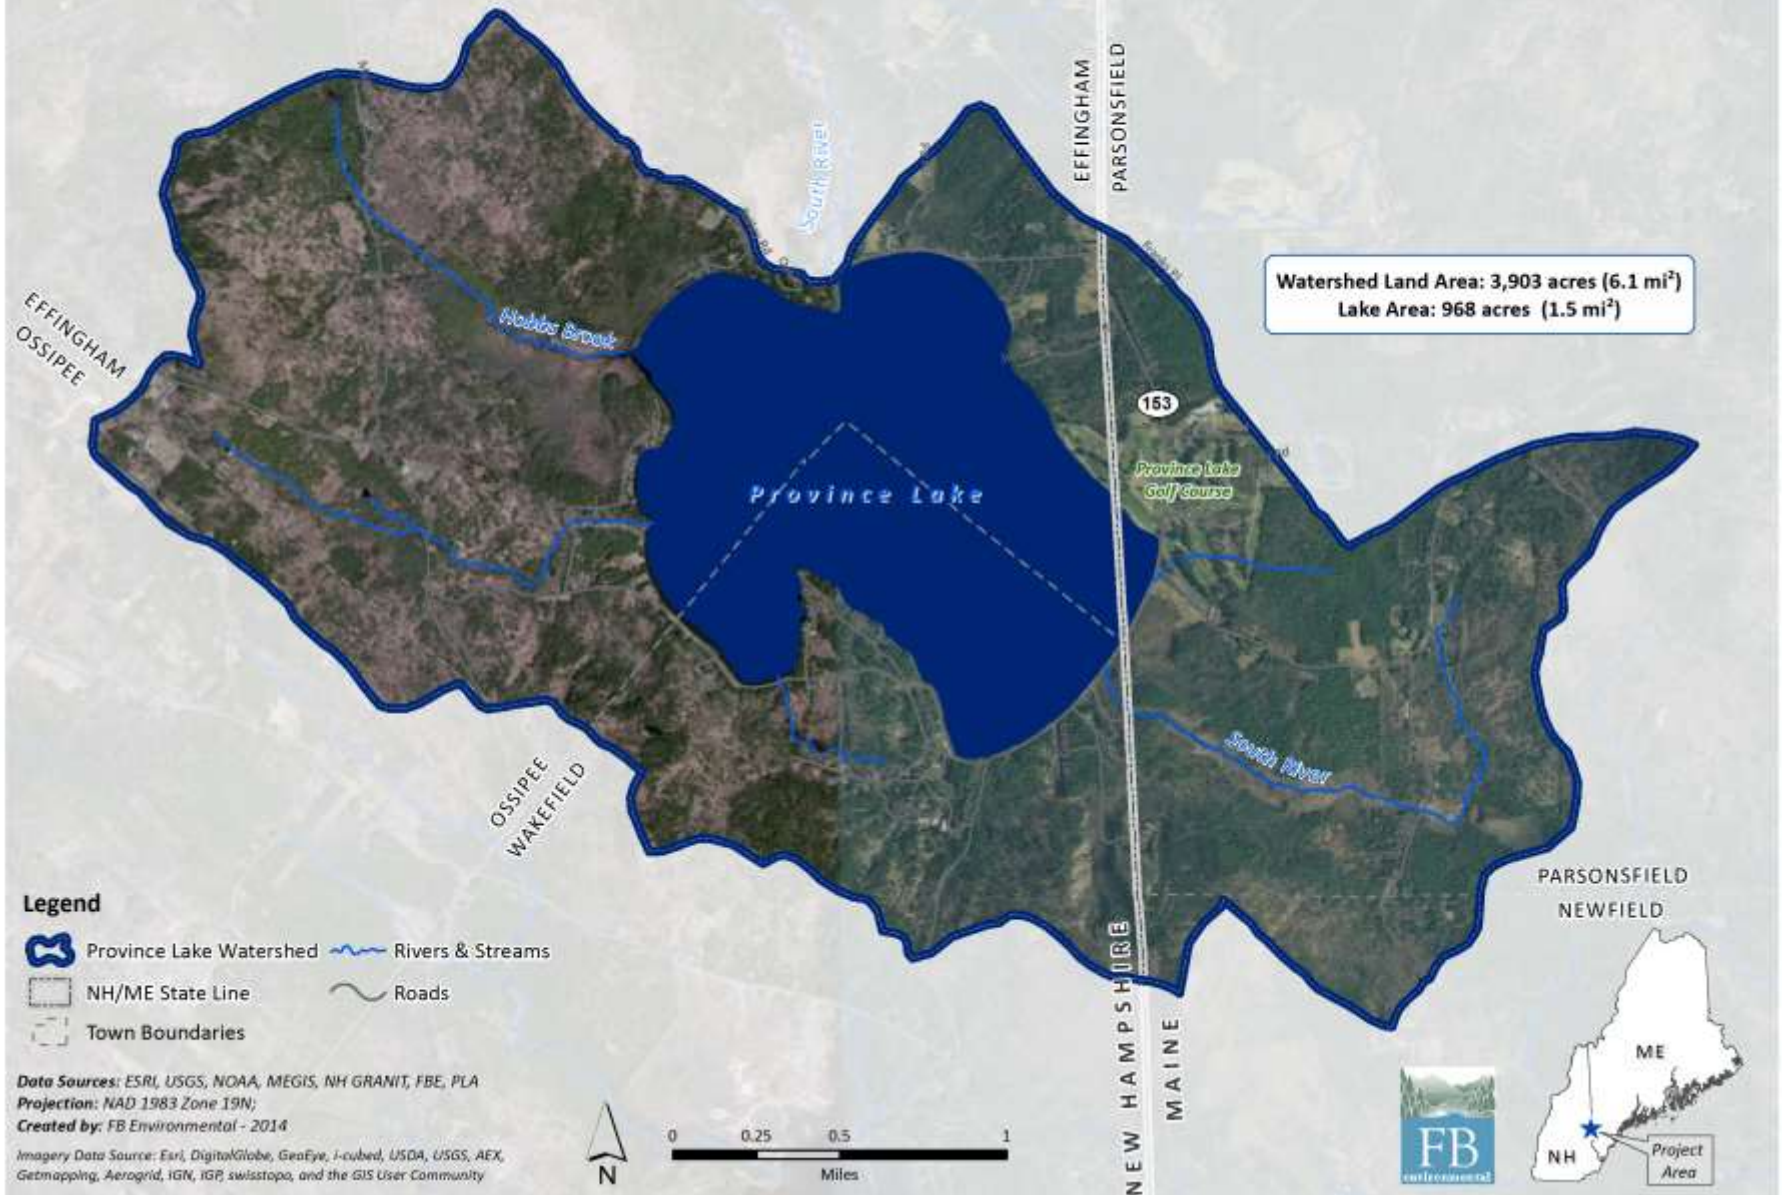 EFFINGHAM
PARSONSFIELD
South River
Watershed Land Area: 3,903 acres (6.1 mi²)
Lake Area: 968 acres (1.5 mi²)
EFFINGHAM
OSSIPEE
Hobbs Brook
153
Province Lake
Golf Course
Province Lake
South River
OSSIPEE
WAKEFIELD
PARSONSFIELD
NEWFIELD
NEW HAMPSHIRE
MAINE
Legend
Province Lake Watershed
Rivers & Streams
NH/ME State Line
Roads
Town Boundaries
Data Sources: ESRI, USGS, NOAA, MEGIS, NH GRANIT, FBE, PLA
Projection: NAD 1983 Zone 19N;
Created by: FB Environmental - 2014
Imagery Data Source: Esri, DigitalGlobe, GeoEye, i-cubed, USDA, USGS, AEX,
Getmapping, Aerogrid, IGN, IGP, swisstopo, and the GIS User Community
N
0 0.25 0.5 1
Miles
FB
environmental
ME
NH
Project
Area